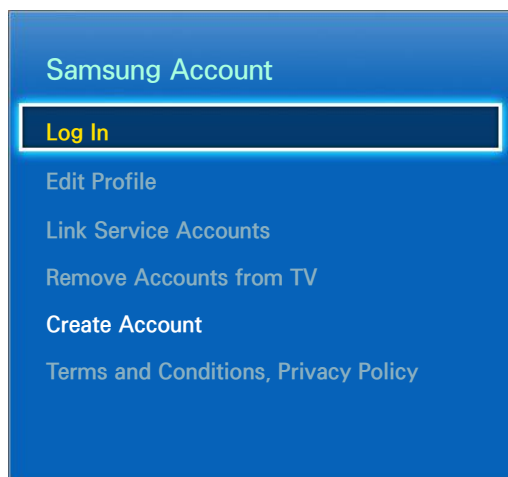 Samsung Account
Log In
Edit Profile
Link Service Accounts
Remove Accounts from TV
Create Account
Terms and Conditions, Privacy Policy